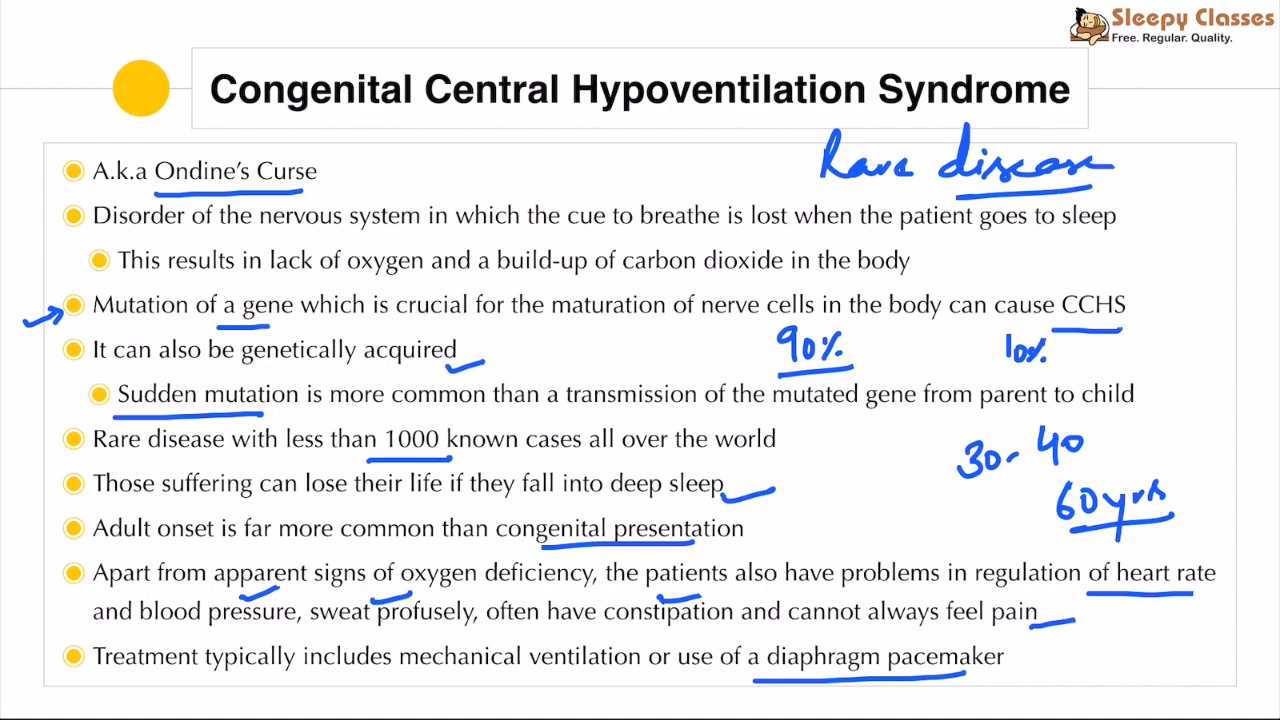 Sleepy Classes
Free. Regular. Quality.
Congenital Central Hypoventilation Syndrome
Rare disease
A.k.a Ondine's Curse
Disorder of the nervous system in which the cue to breathe is lost when the patient goes to sleep
This results in lack of oxygen and a build-up of carbon dioxide in the body
Mutation of a gene which is crucial for the maturation of nerve cells in the body can cause CCHS
It can also be genetically acquired
90% 10%
Sudden mutation is more common than a transmission of the mutated gene from parent to child
Rare disease with less than 1000 known cases all over the world
30-40
Those suffering can lose their life if they fall into deep sleep
60 yrs
Adult onset is far more common than congenital presentation
Apart from apparent signs of oxygen deficiency, the patients also have problems in regulation of heart rate
and blood pressure, sweat profusely, often have constipation and cannot always feel pain
Treatment typically includes mechanical ventilation or use of a diaphragm pacemaker